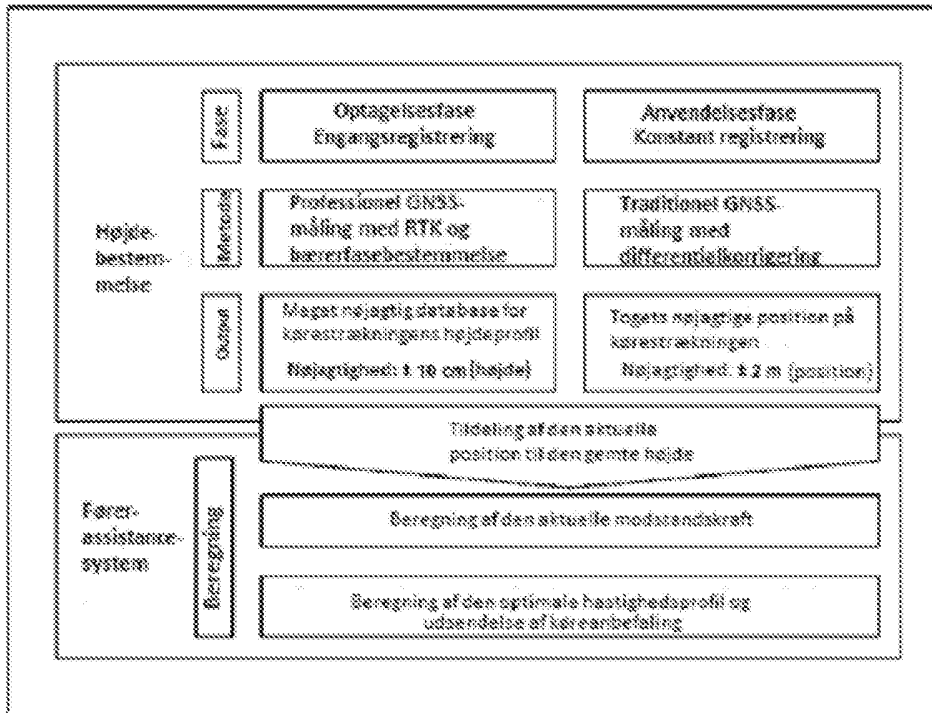 Fase
Optagelsesfase
Engangsregistrering
Anvendelsesfase
Konstant registrering
Højde-
bestem-
melse
Metode
Professionel GNSS-
måling med RTK og
bærerfasebestemmelse
Traditionel GNSS-
måling med
differentialkorrigering
Output
Meget nøjagtig database for
kørestrækningens højdeprofil
Nøjagtighed: ± 10 cm (højde)
Togets nøjagtige position på
kørestrækningen
Nøjagtighed: ± 2 m (position)
Tildeling af den aktuelle
position til den gemte højde
Fører-
assistance-
system
Beregning
Beregning af den aktuelle modstandskraft
Beregning af den optimale hastighedsprofil og
udsendelse af køreanbefaling